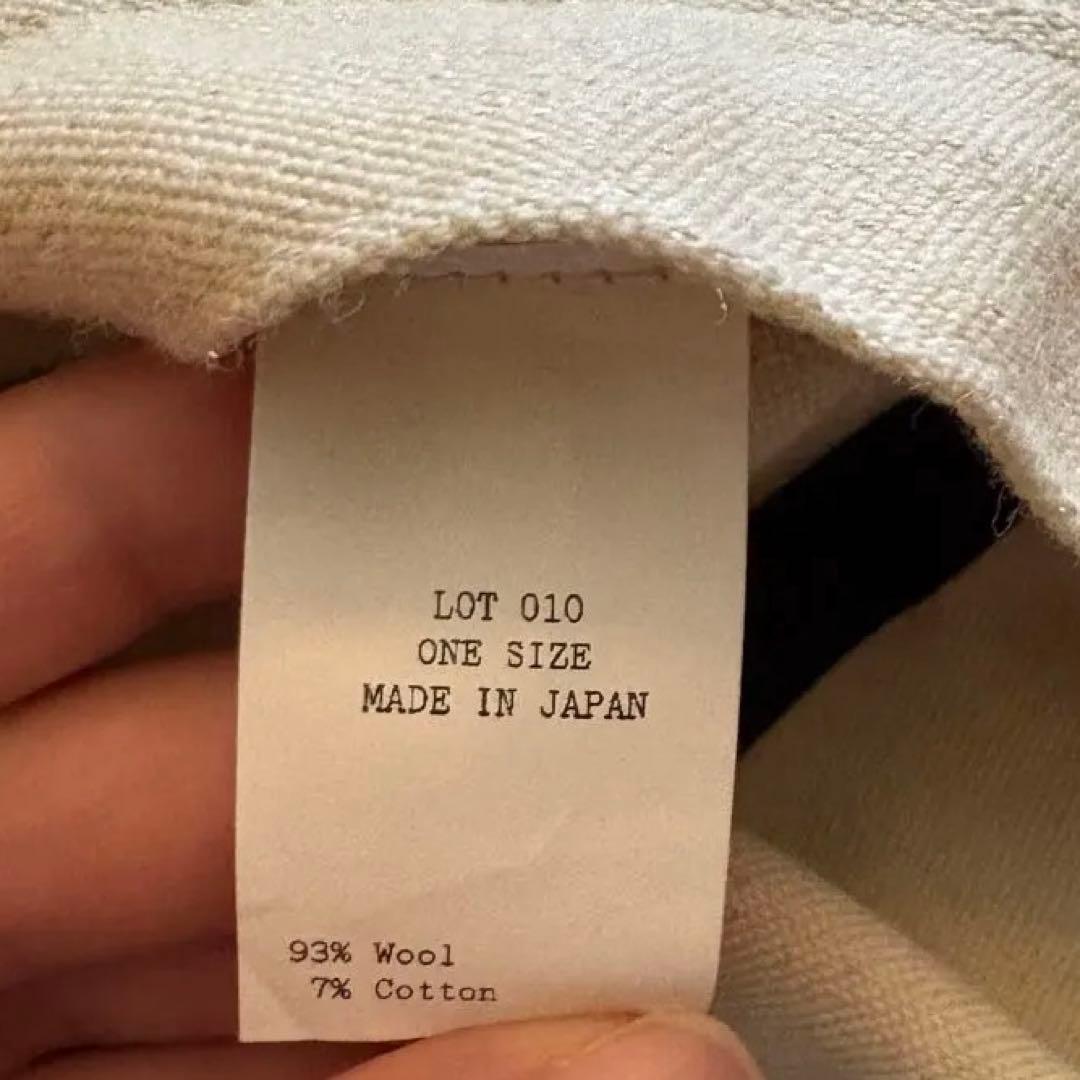 LOT 010
ONE SIZE
MADE IN JAPAN
93% Wool
7% Cotton